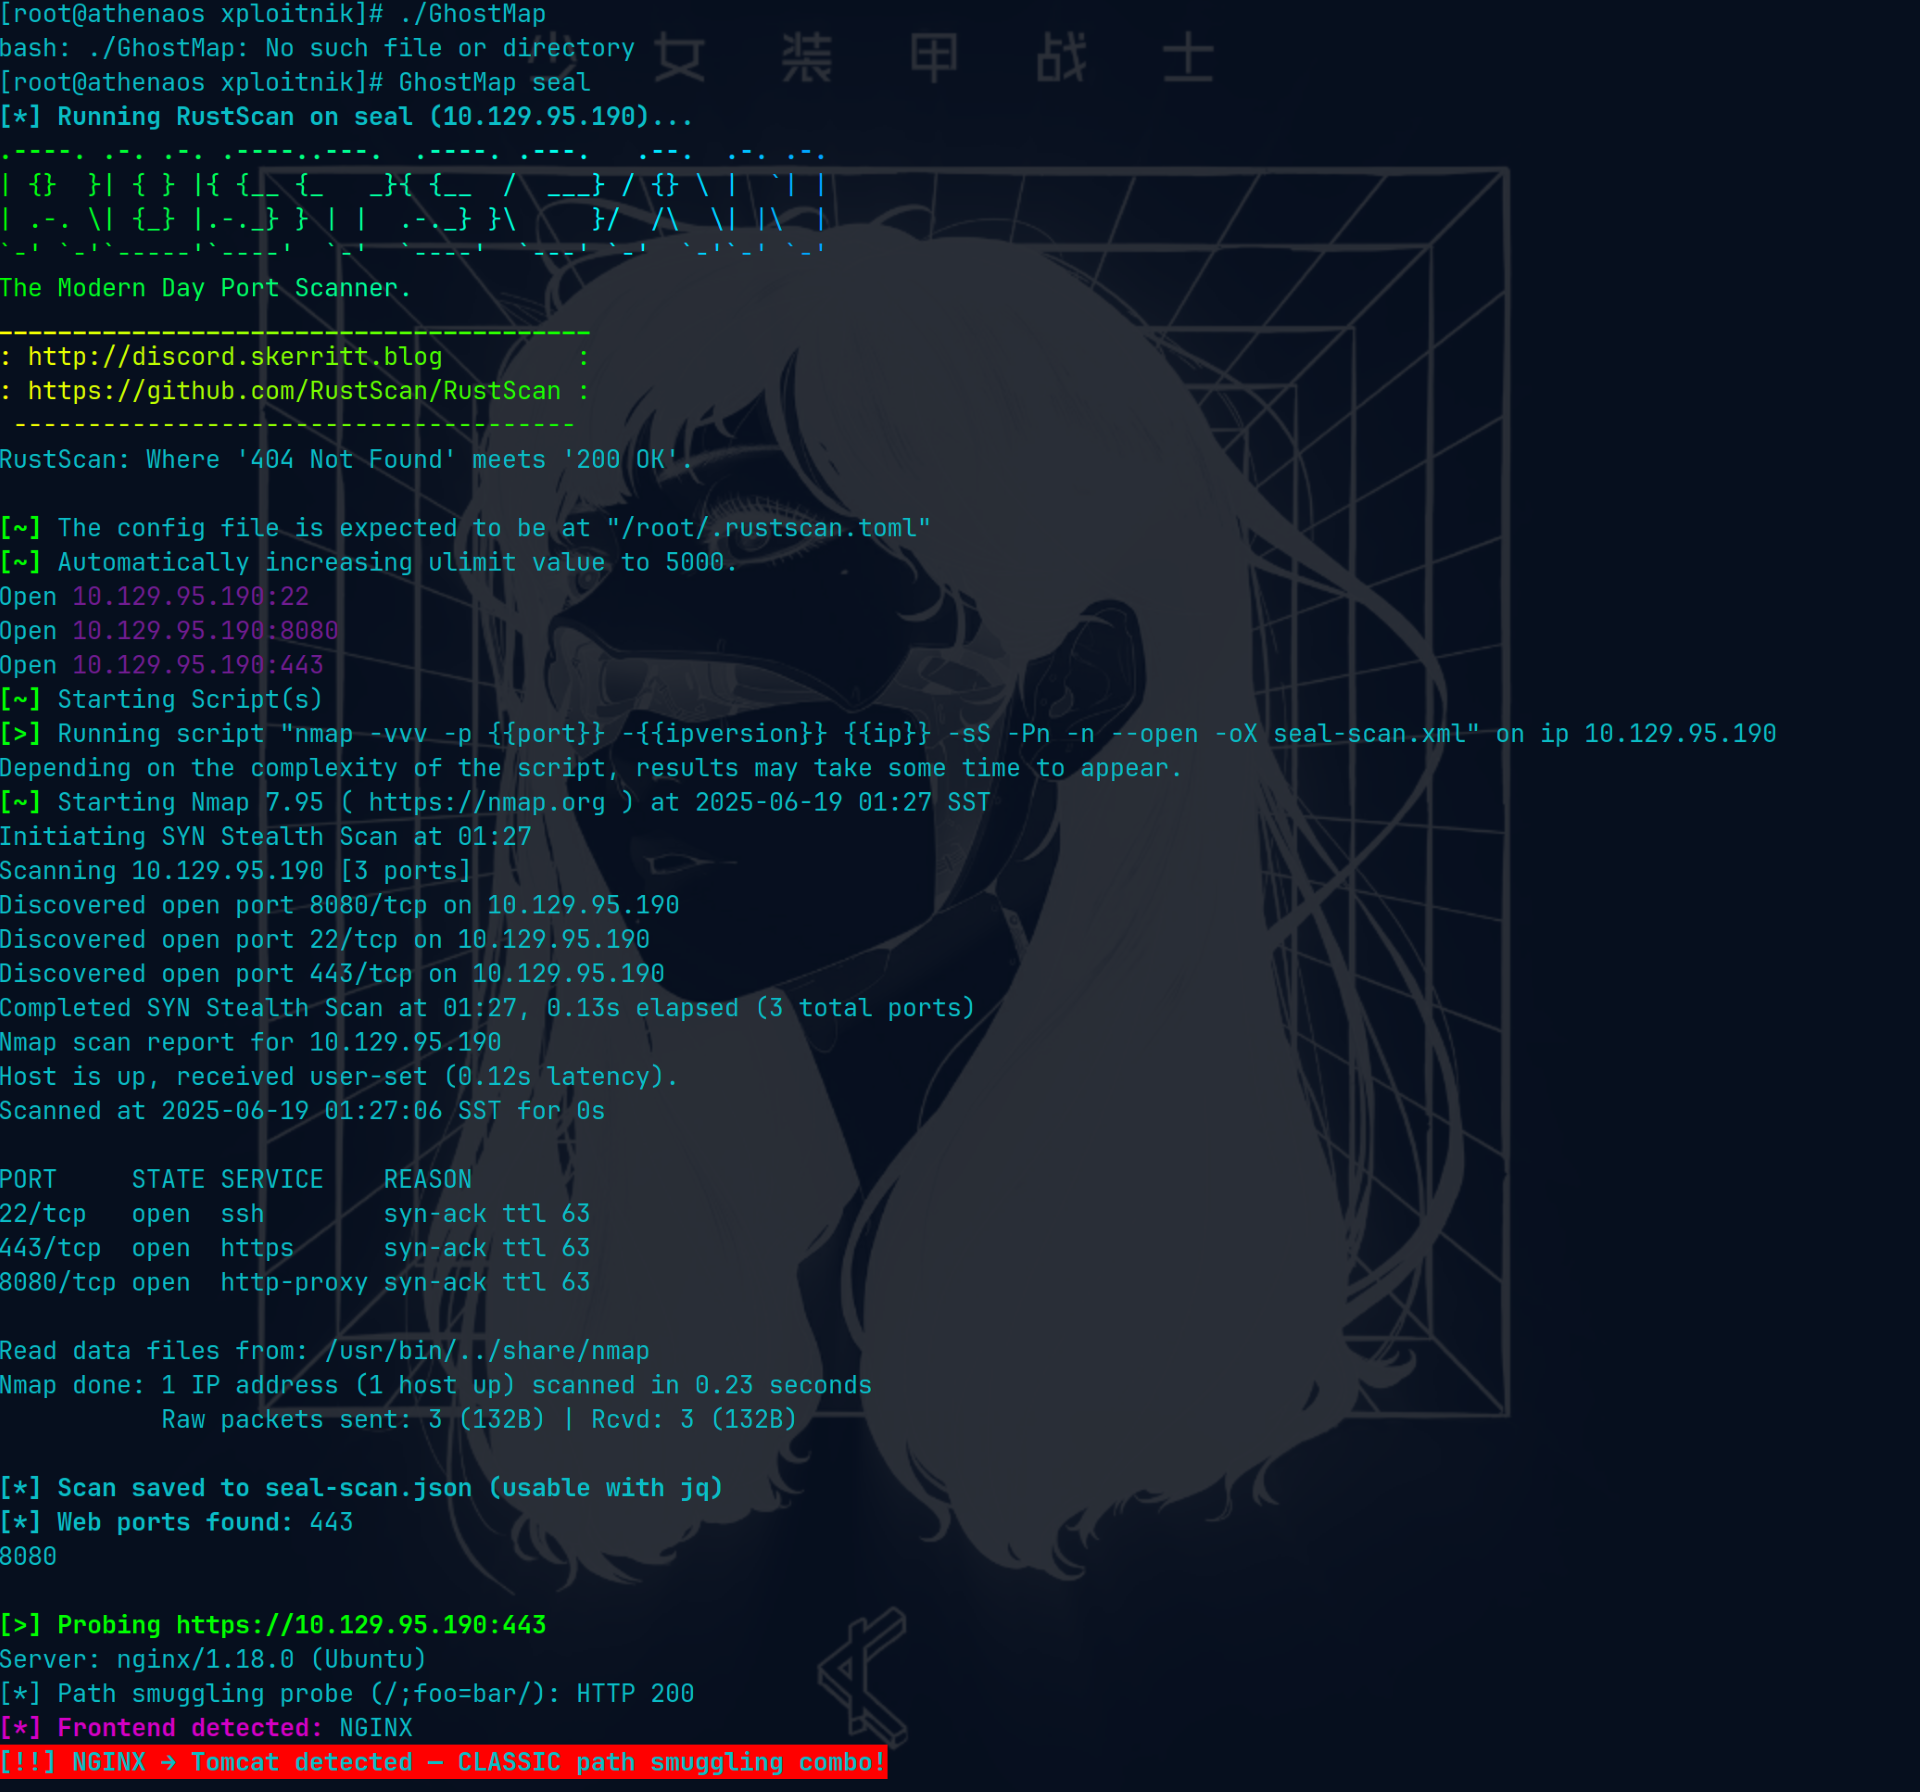 [root@athenaos xploitnik]# ./GhostMap
bash: ./GhostMap: No such file or directory
少 女 装 甲 战 士
[root@athenaos xploitnik]# GhostMap seal
[*] Running RustScan on seal (10.129.95.190)...
.----. .-. .-. .----..---.  .----. .---.   .--.  .-. .-.
| {}  }| { } |{ {__ {_   _}{ {__  /  ___} / {} \ |  `| |
| .-. \| {_} |.-._} } | |  .-._} }\     }/  /\  \| |\  |
`-' `-'`-----'`----'  `-'  `----'  `---' `-'  `-'`-' `-'
The Modern Day Port Scanner.
________________________________________
: http://discord.skerritt.blog         :
: https://github.com/RustScan/RustScan :
 --------------------------------------
RustScan: Where '404 Not Found' meets '200 OK'.
[~] The config file is expected to be at "/root/.rustscan.toml"
[~] Automatically increasing ulimit value to 5000.
Open 10.129.95.190:22
Open 10.129.95.190:8080
Open 10.129.95.190:443
[~] Starting Script(s)
[>] Running script "nmap -vvv -p {{port}} -{{ipversion}} {{ip}} -sS -Pn -n --open -oX seal-scan.xml" on ip 10.129.95.190
Depending on the complexity of the script, results may take some time to appear.
[~] Starting Nmap 7.95 ( https://nmap.org ) at 2025-06-19 01:27 SST
Initiating SYN Stealth Scan at 01:27
Scanning 10.129.95.190 [3 ports]
Discovered open port 8080/tcp on 10.129.95.190
Discovered open port 22/tcp on 10.129.95.190
Discovered open port 443/tcp on 10.129.95.190
Completed SYN Stealth Scan at 01:27, 0.13s elapsed (3 total ports)
Nmap scan report for 10.129.95.190
Host is up, received user-set (0.12s latency).
Scanned at 2025-06-19 01:27:06 SST for 0s
PORT     STATE SERVICE    REASON
22/tcp   open  ssh        syn-ack ttl 63
443/tcp  open  https      syn-ack ttl 63
8080/tcp open  http-proxy syn-ack ttl 63
Read data files from: /usr/bin/../share/nmap
Nmap done: 1 IP address (1 host up) scanned in 0.23 seconds
           Raw packets sent: 3 (132B) | Rcvd: 3 (132B)
[*] Scan saved to seal-scan.json (usable with jq)
[*] Web ports found: 443
8080
[>] Probing https://10.129.95.190:443
Server: nginx/1.18.0 (Ubuntu)
[*] Path smuggling probe (/;foo=bar/): HTTP 200
[*] Frontend detected: NGINX
[!!] NGINX → Tomcat detected — CLASSIC path smuggling combo!